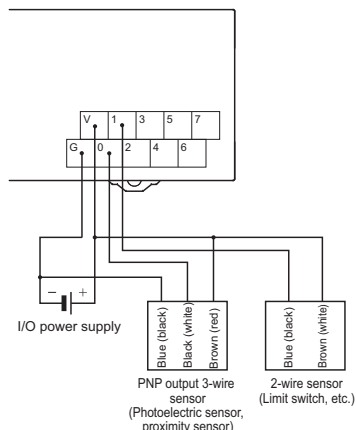 V 1 3 5 7
G 0 2 4 6
− +
I/O power supply
Blue (black)
Black (white)
Brown (red)
Blue (black)
Brown (white)
PNP output 3-wire
sensor
(Photoelectric sensor,
proximity sensor)
2-wire sensor
(Limit switch, etc.)